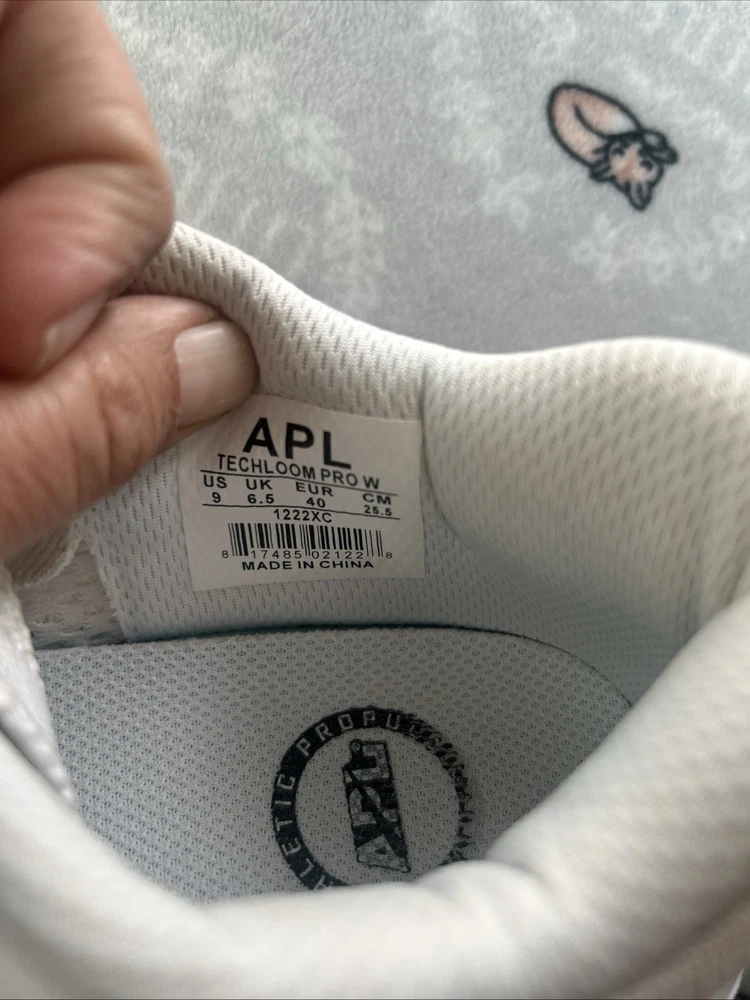 APL
TECHLOOM PRO W
US UK EUR CM
9 6.5 40 25.5
1222XC
8 17485 02122 8
MADE IN CHINA
APL